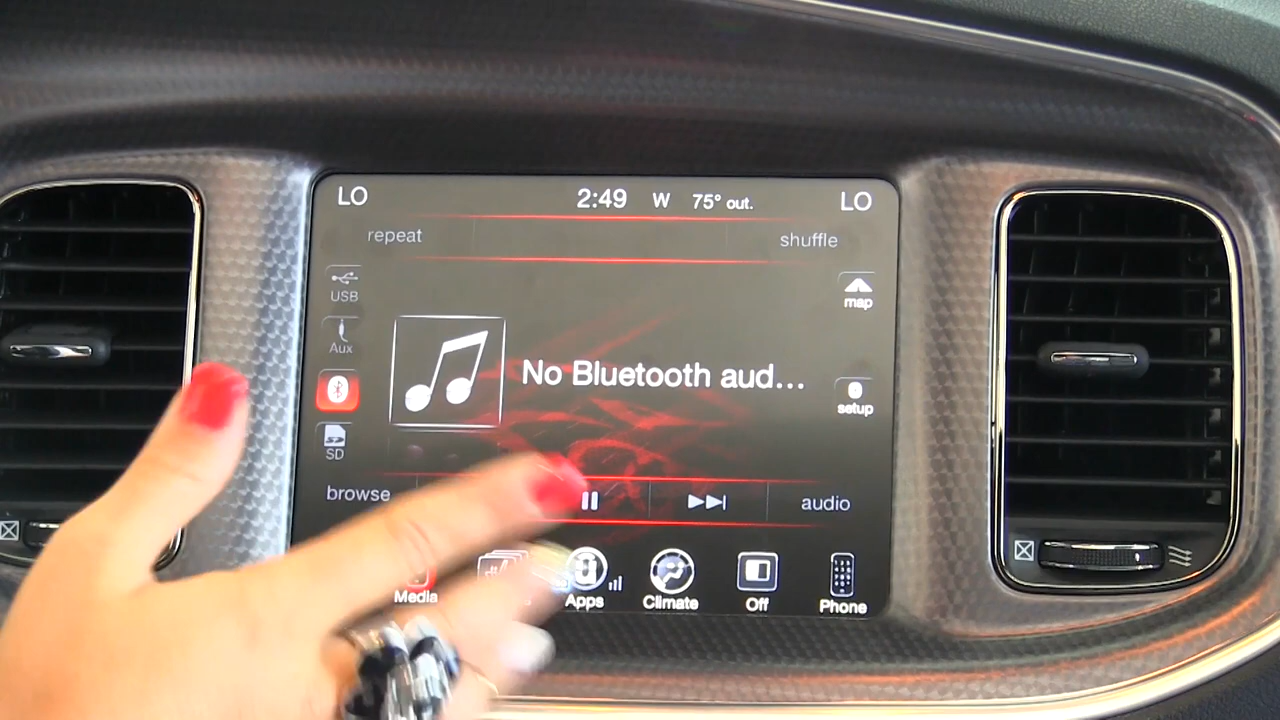 LO 2:49 W 75° out. LO
repeat shuffle
USB
map
Aux
No Bluetooth aud...
setup
SD
browse audio
Media Apps Climate Off Phone